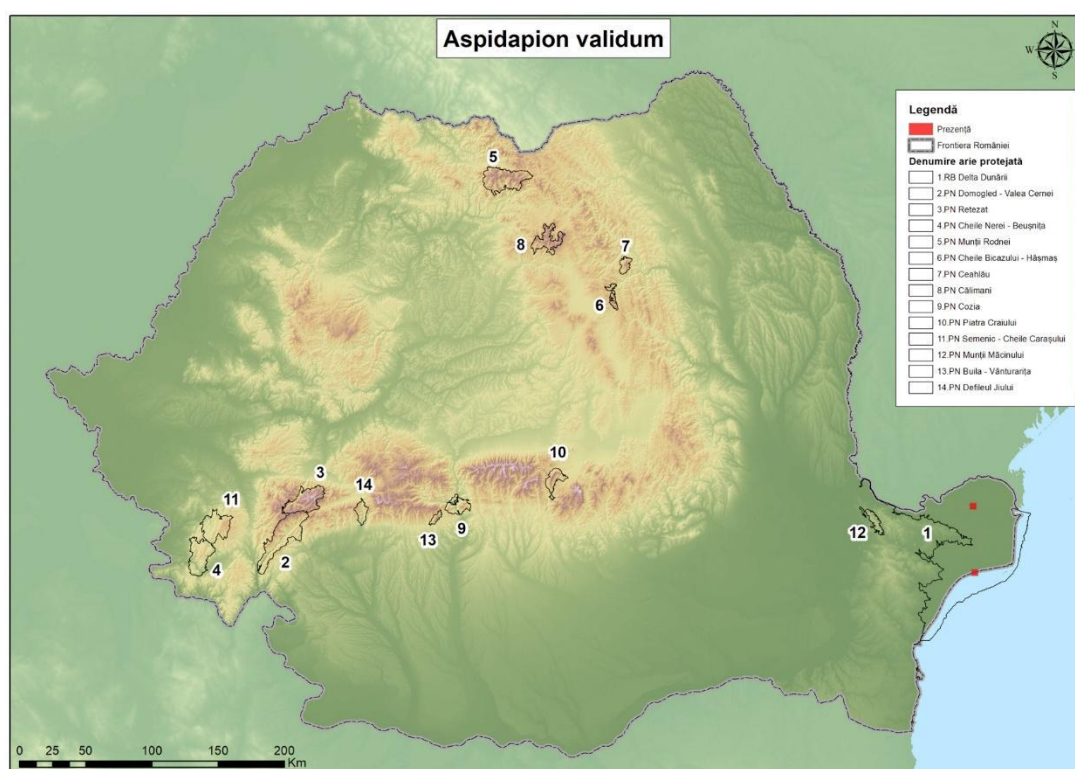 Aspidapion validum
N
W
E
S
Legendă
Prezență
Frontiera României
Denumire arie protejată
1.RB Delta Dunării
2.PN Domogled - Valea Cernei
3.PN Retezat
4.PN Cheile Nerei - Beușnița
5.PN Munții Rodnei
6.PN Cheile Bicazului - Hășmaș
7.PN Ceahlău
8.PN Călimani
9.PN Cozia
10.PN Piatra Craiului
11.PN Semenic - Cheile Carașului
12.PN Munții Măcinului
13.PN Buila - Vânturarița
14.PN Defileul Jiului
5
8
7
6
10
3
14
11
9
13
12
1
4
2
0 25 50 100 150 200
Km